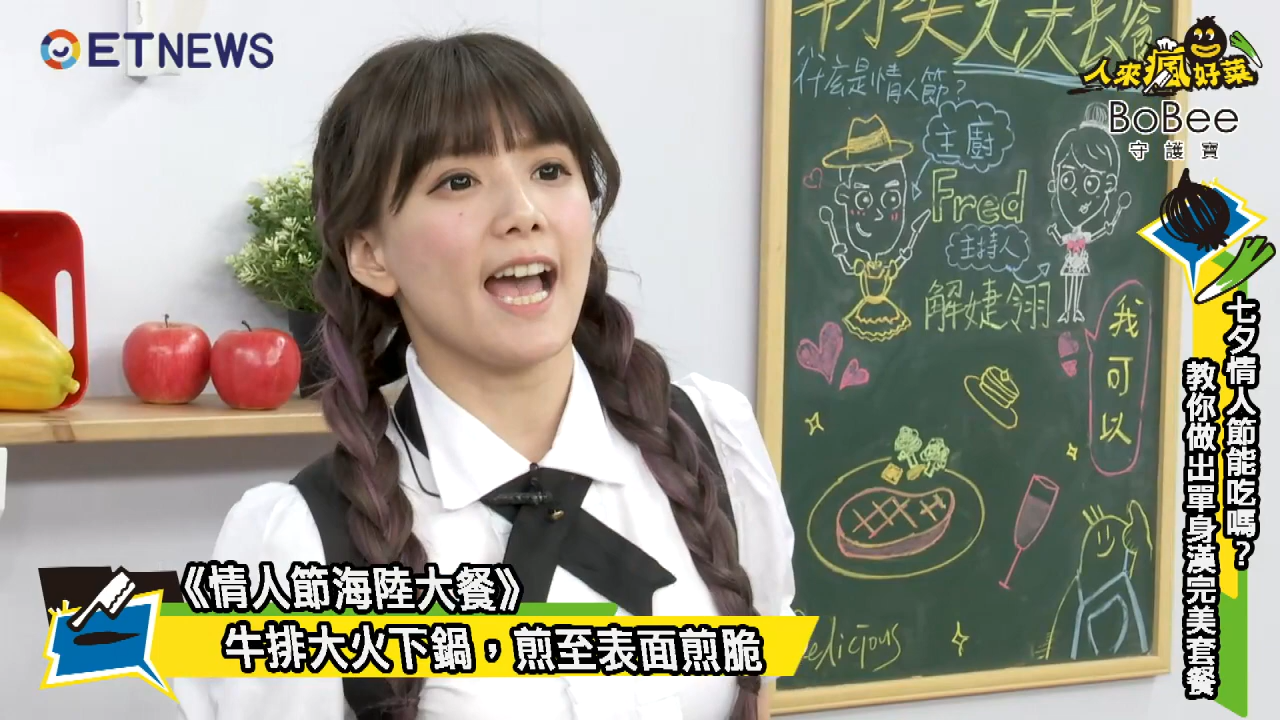 ETNEWS
人來瘋好菜
BoBee
守護寶
什麼是情人節？
主廚
Fred
主持人
解婕翎
我可以
七夕情人節能吃嗎？
教你做出單身漢完美套餐
《情人節海陸大餐》
牛排大火下鍋，煎至表面煎脆